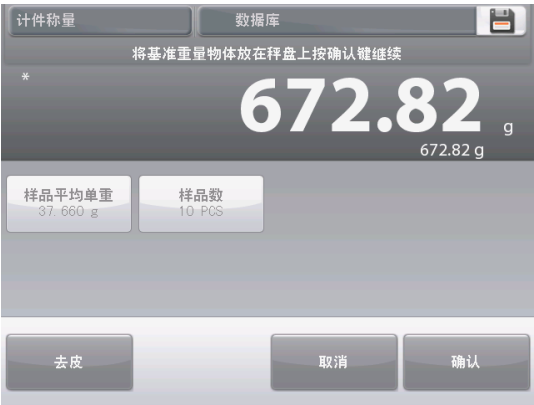 计件称量 数据库
将基准重量物体放在秤盘上按确认键继续
*
672.82 g
672.82 g
样品平均单重 样品数
37.660 g 10 PCS
去皮 取消 确认